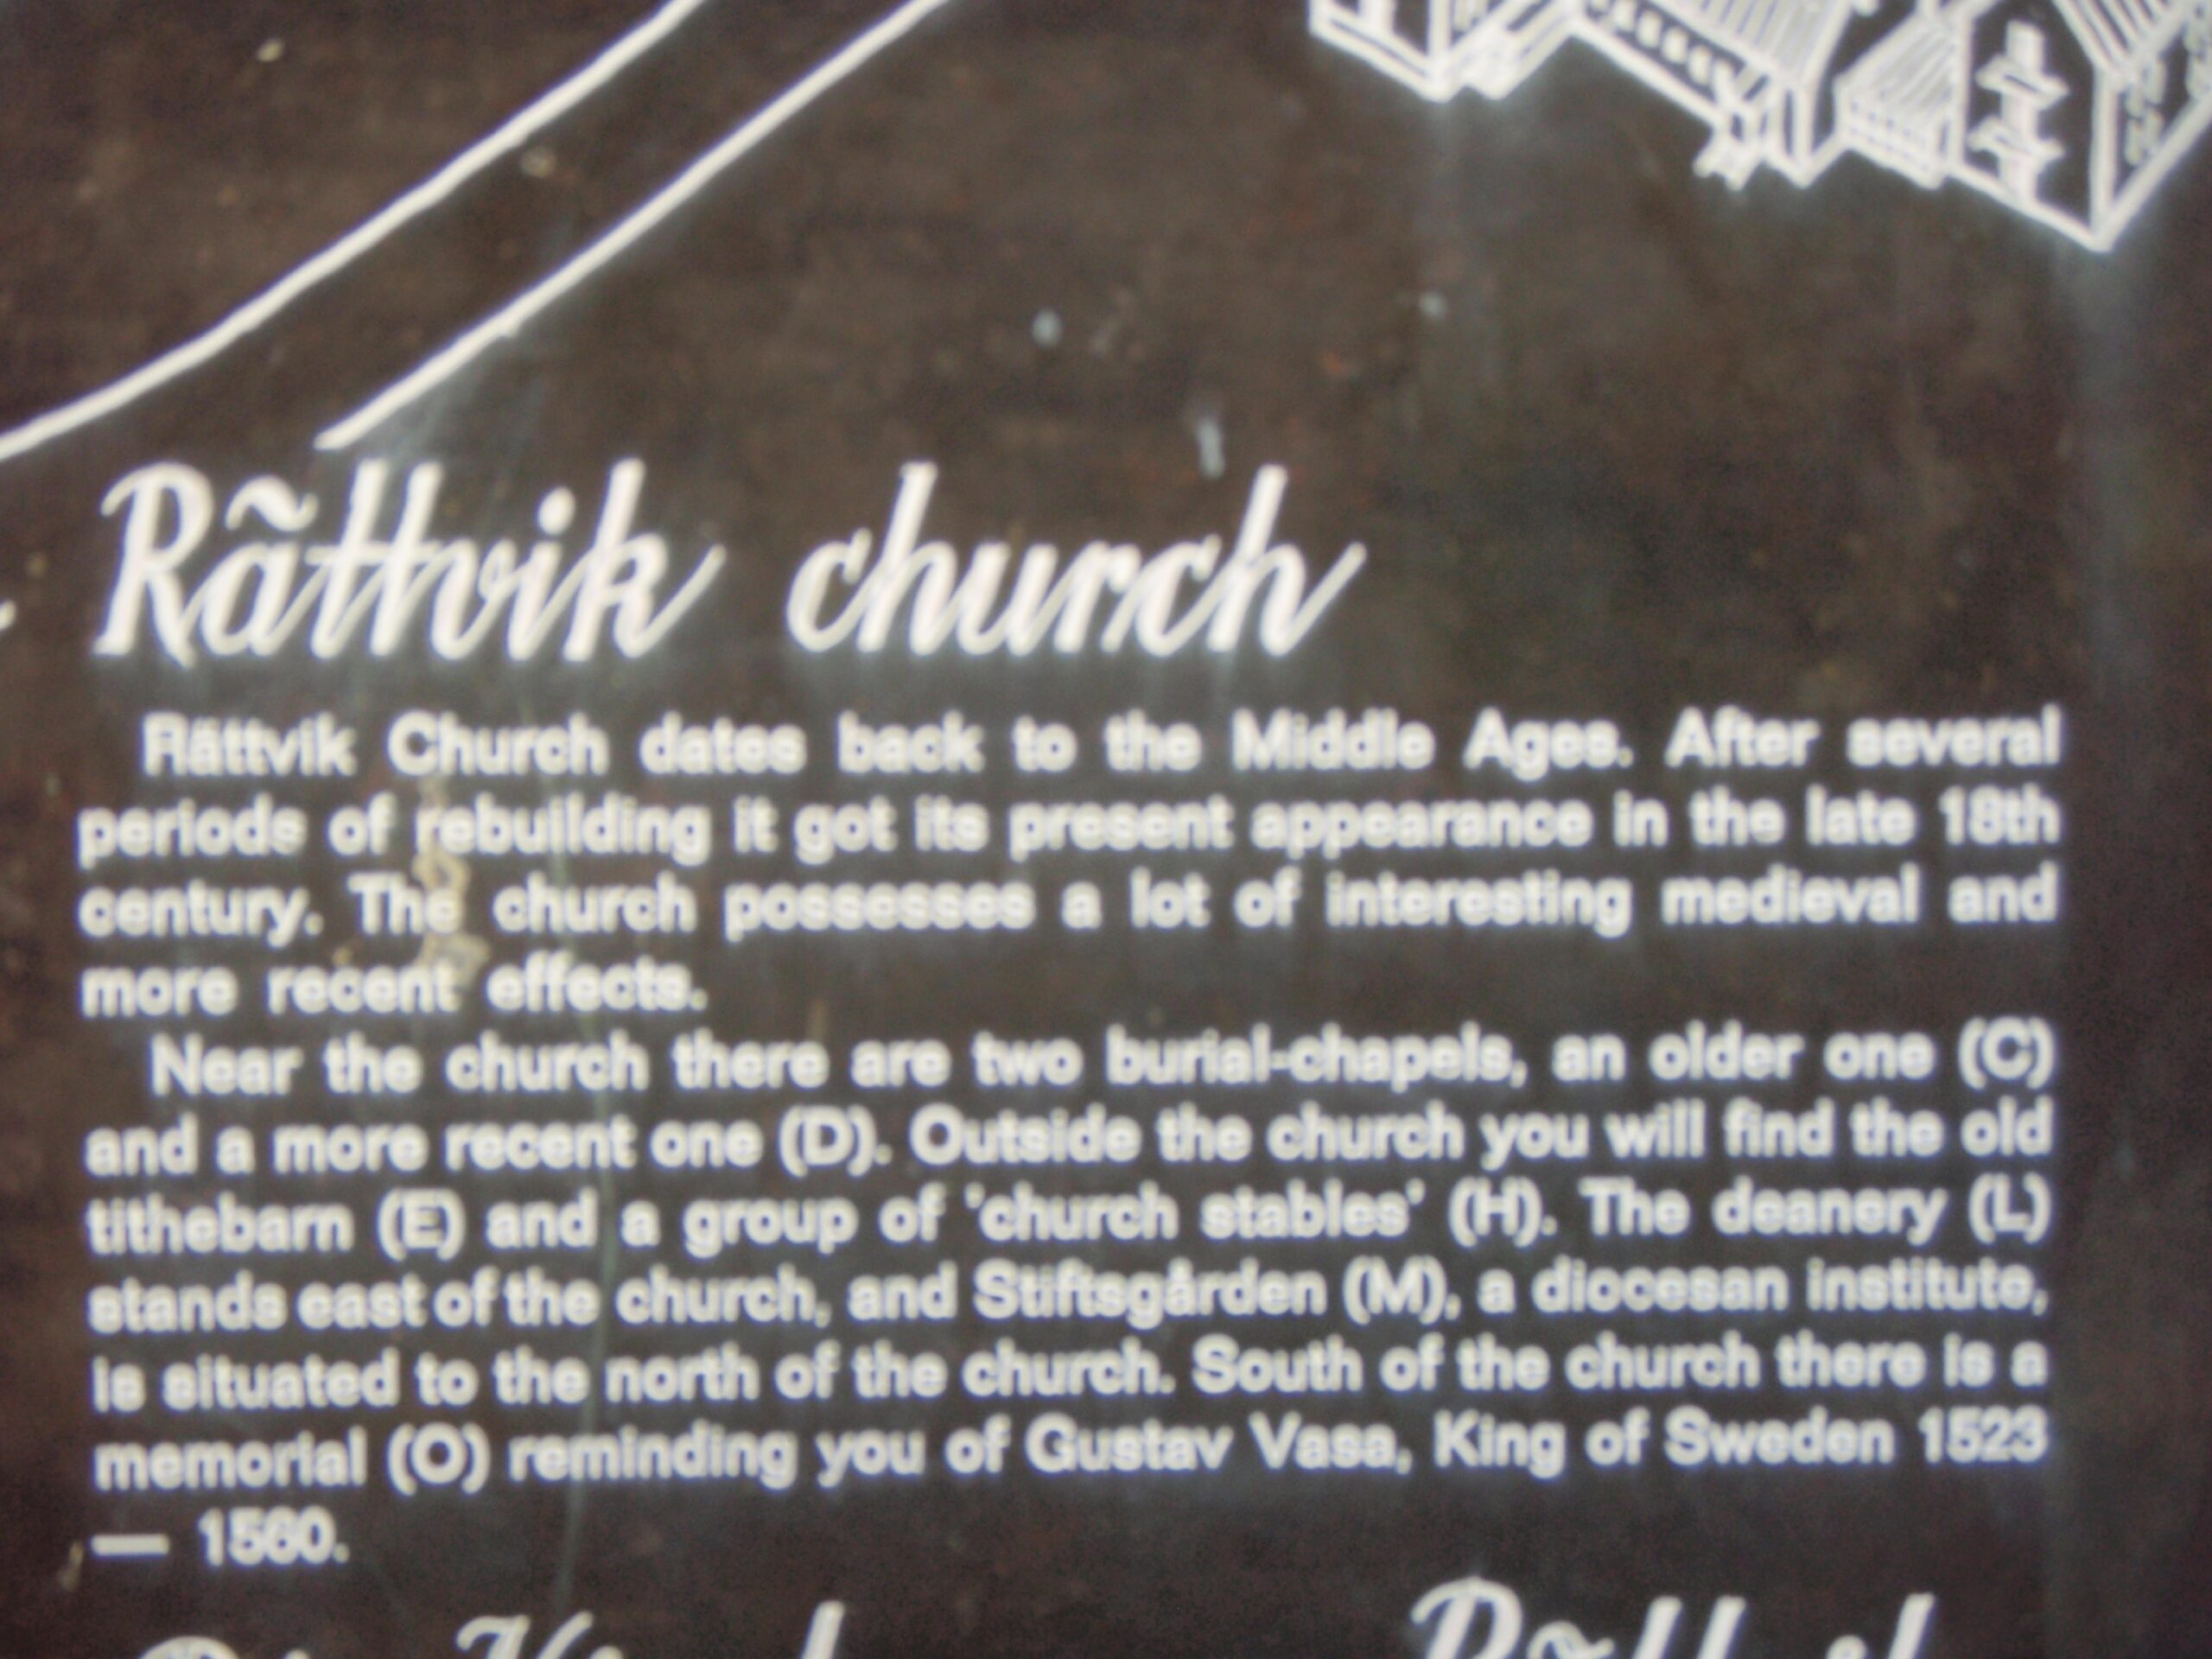 Rättvik church
Rättvik Church dates back to the Middle Ages. After several
periods of rebuilding it got its present appearance in the late 18th
century. The church possesses a lot of interesting medieval and
more recent effects.
Near the church there are two burial-chapels, an older one (C)
and a more recent one (D). Outside the church you will find the old
tithebarn (E) and a group of 'church stables' (H). The deanery (L)
stands east of the church, and Stiftsgården (M), a diocesan institute,
is situated to the north of the church. South of the church there is a
memorial (O) reminding you of Gustav Vasa, King of Sweden 1523
— 1560.